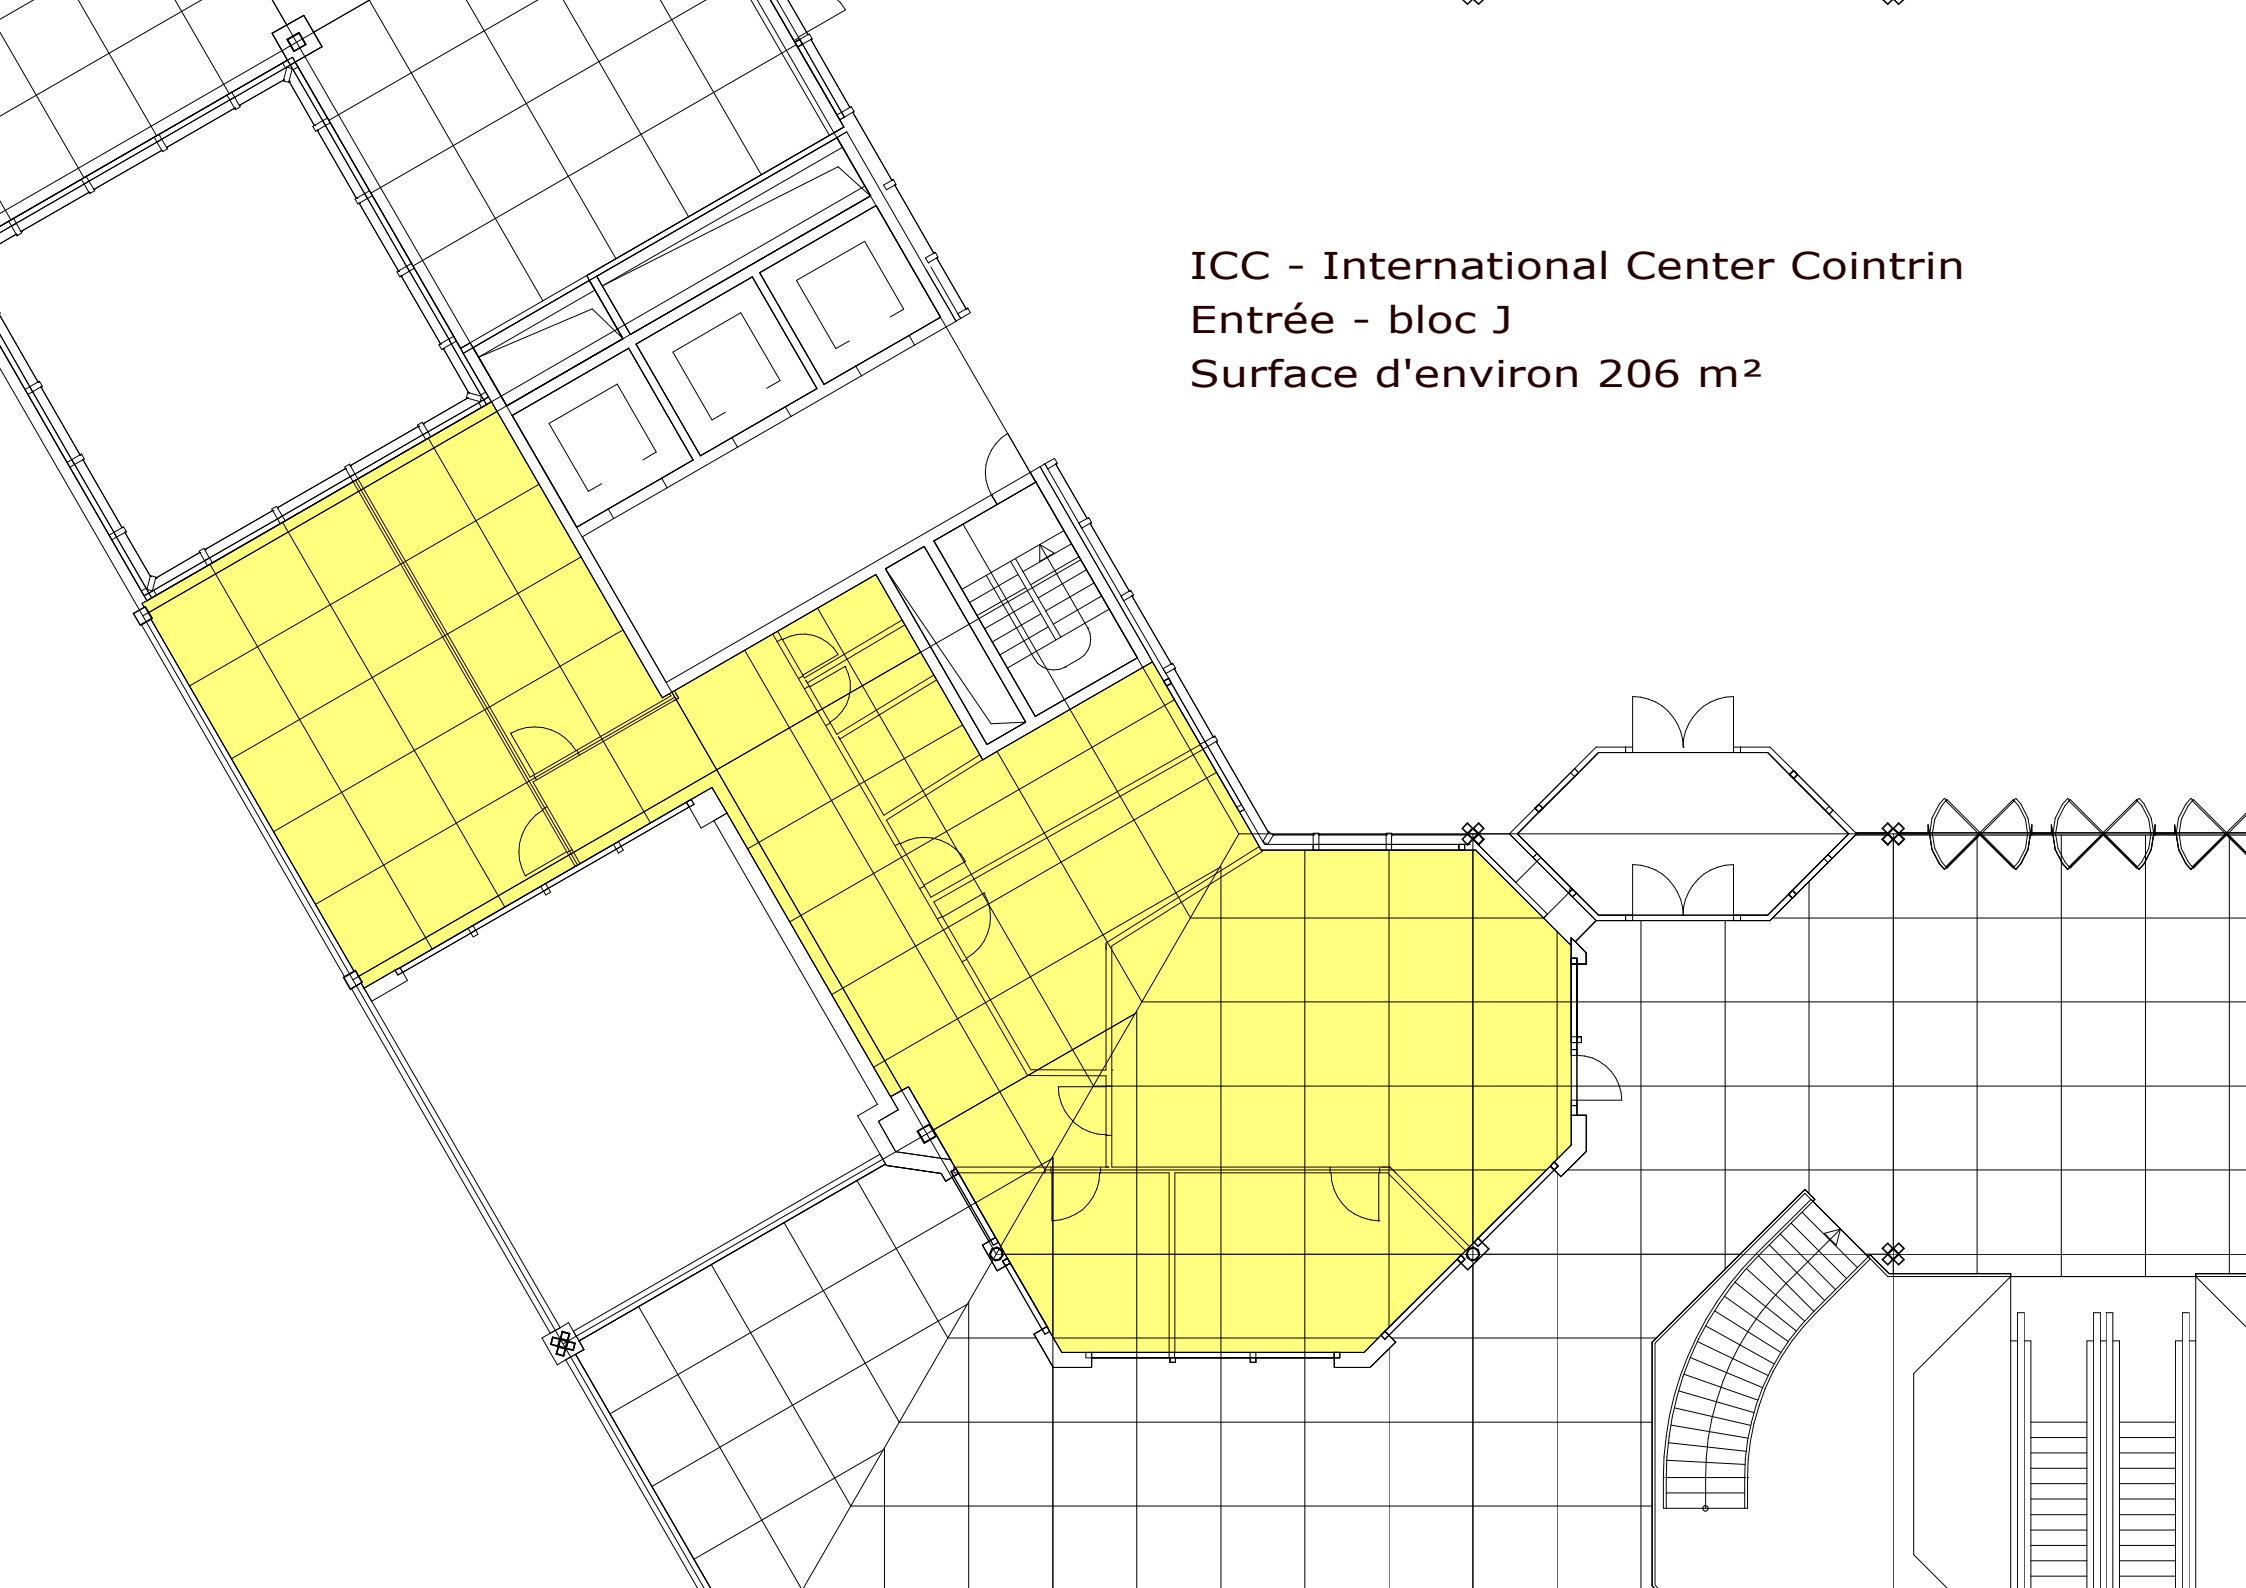 ICC - International Center Cointrin
Entrée - bloc J
Surface d'environ 206 m²